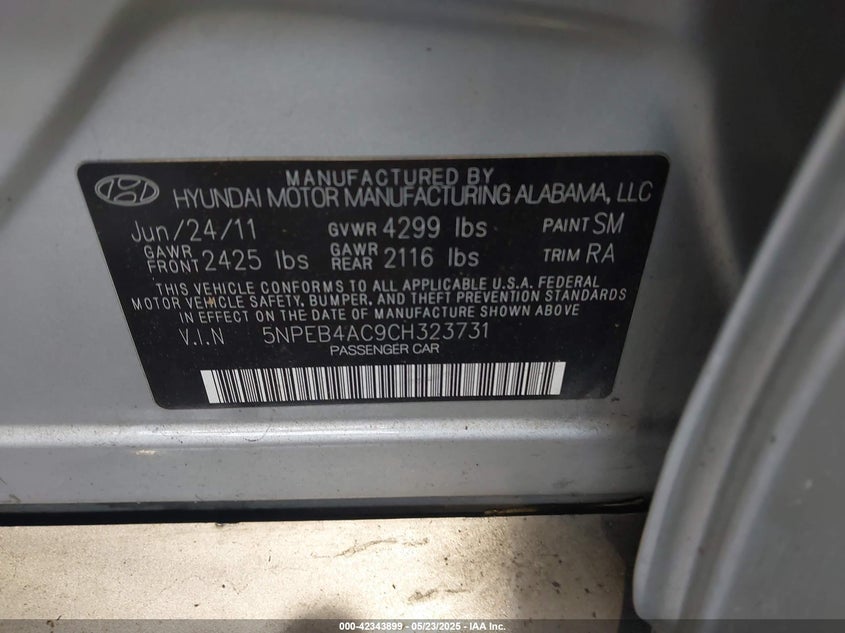 MANUFACTURED BY
HYUNDAI MOTOR MANUFACTURING ALABAMA, LLC
Jun/24/11 GVWR 4299 lbs PAINT SM
GAWR FRONT 2425 lbs GAWR REAR 2116 lbs TRIM RA
THIS VEHICLE CONFORMS TO ALL APPLICABLE U.S.A. FEDERAL
MOTOR VEHICLE SAFETY, BUMPER, AND THEFT PREVENTION STANDARDS
IN EFFECT ON THE DATE OF MANUFACTURE SHOWN ABOVE
V.I.N 5NPEB4AC9CH323731
PASSENGER CAR
000-42343899 - 05/23/2025 - IAA Inc.